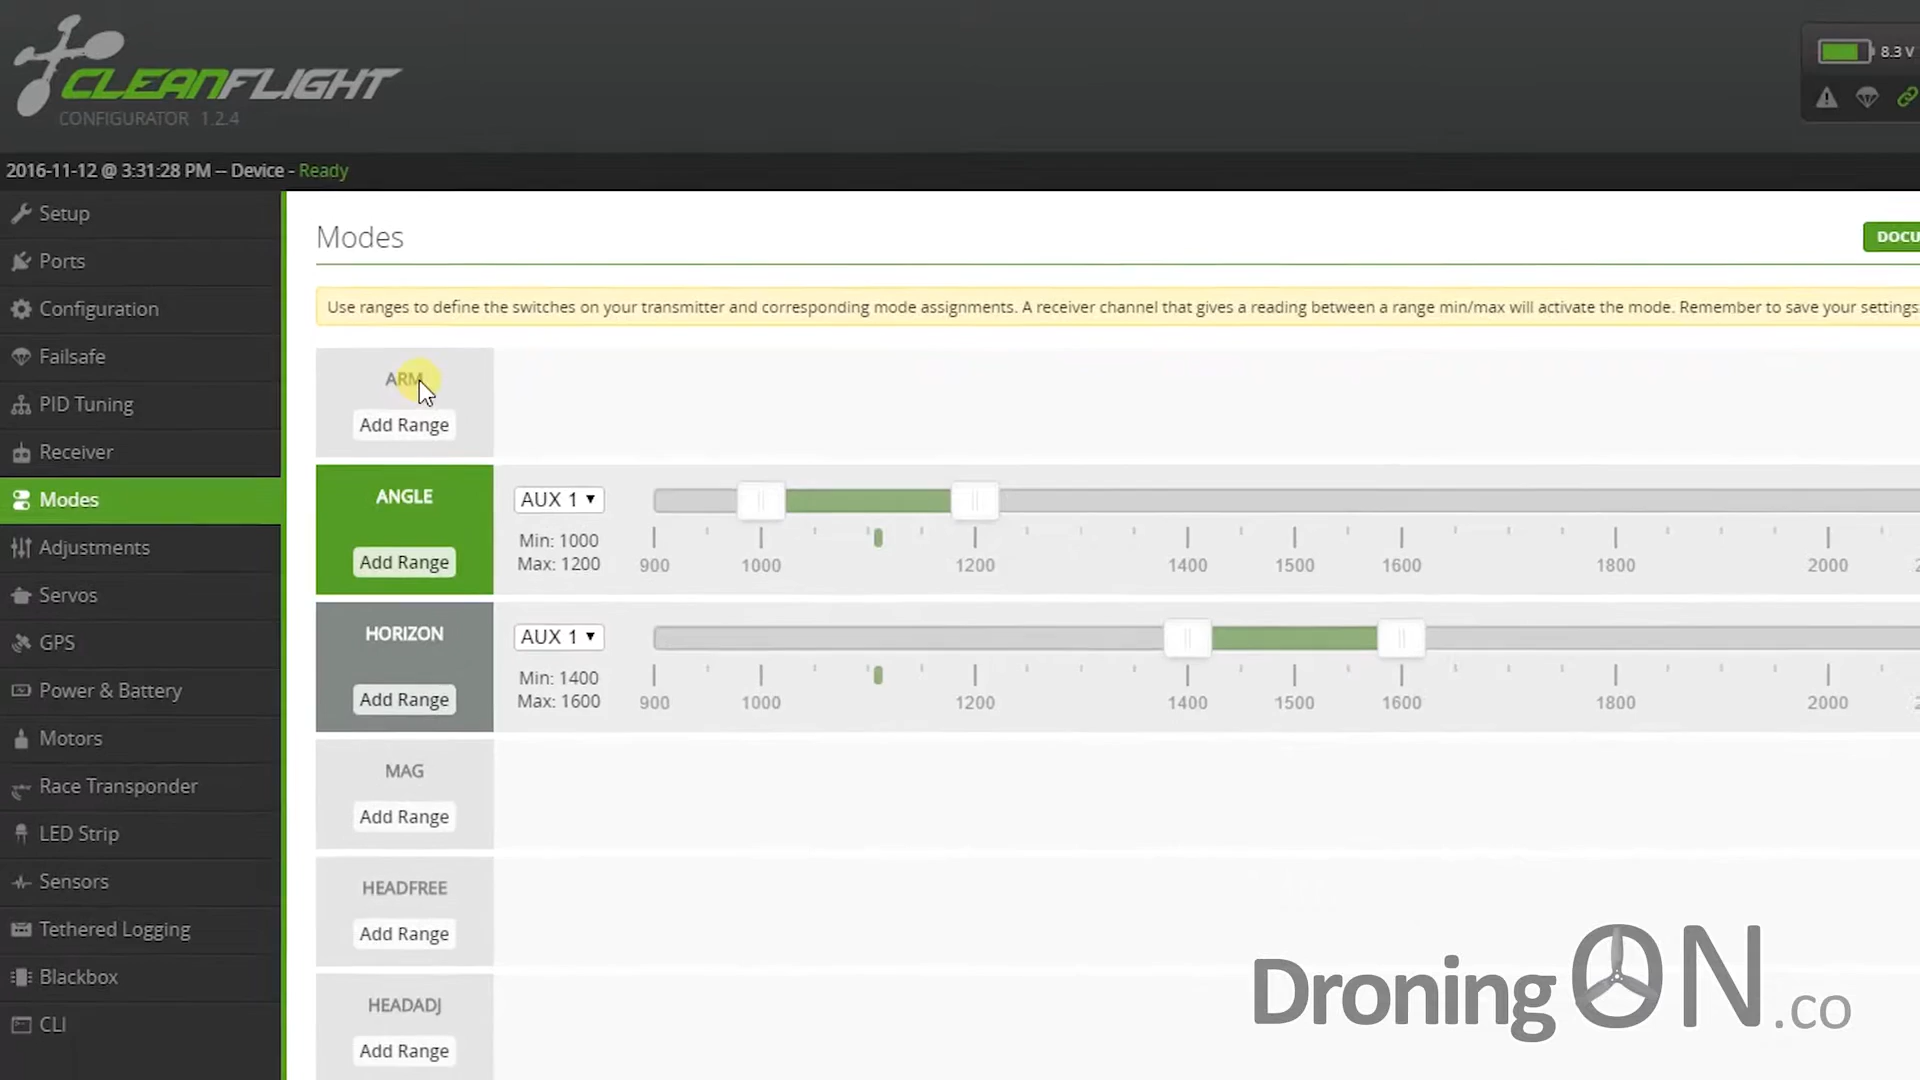 CLEANFLIGHT
CONFIGURATOR 1.2.4
8.3 V
2016-11-12 @ 3:31:28 PM -- Device - Ready
Setup
Ports
Configuration
Failsafe
PID Tuning
Receiver
Modes
Adjustments
Servos
GPS
Power & Battery
Motors
Race Transponder
LED Strip
Sensors
Tethered Logging
Blackbox
CLI
Modes
DOCU
Use ranges to define the switches on your transmitter and corresponding mode assignments. A receiver channel that gives a reading between a range min/max will activate the mode. Remember to save your settings
ARM
Add Range
ANGLE
Add Range
AUX 1
Min: 1000
Max: 1200
900 1000 1200 1400 1500 1600 1800 2000
HORIZON
Add Range
AUX 1
Min: 1400
Max: 1600
900 1000 1200 1400 1500 1600 1800 2000
MAG
Add Range
HEADFREE
Add Range
HEADADJ
Add Range
DroningON.co